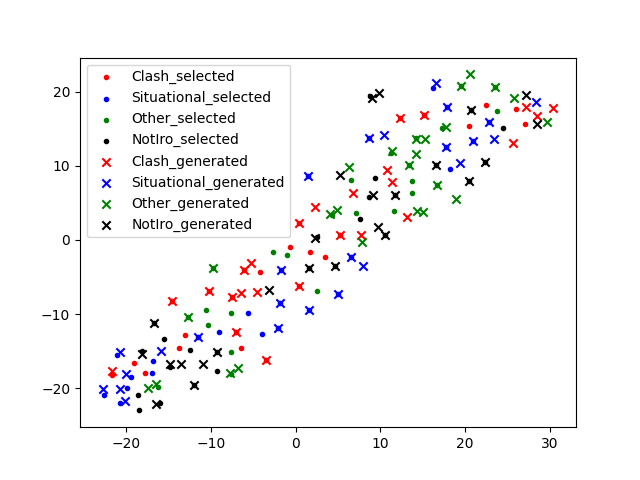 Clash_selected
Situational_selected
Other_selected
NotIro_selected
Clash_generated
Situational_generated
Other_generated
NotIro_generated
20
10
0
−10
−20
−20 −10 0 10 20 30